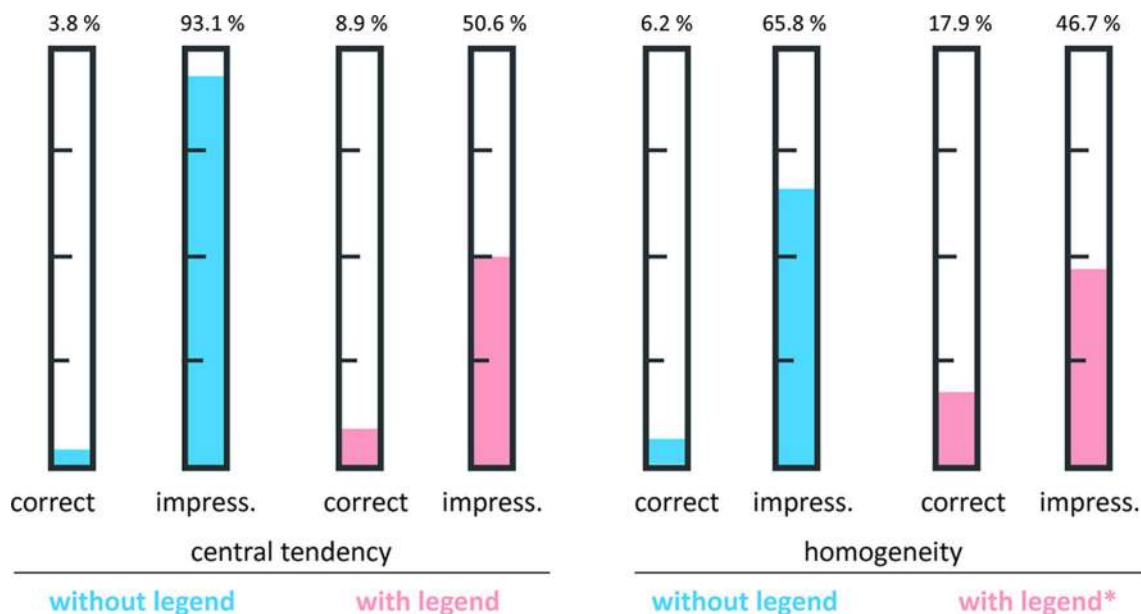 3.8 % 93.1 % 8.9 % 50.6 % 6.2 % 65.8 % 17.9 % 46.7 %
correct impress. correct impress. correct impress. correct impress.
central tendency homogeneity
without legend with legend without legend with legend*